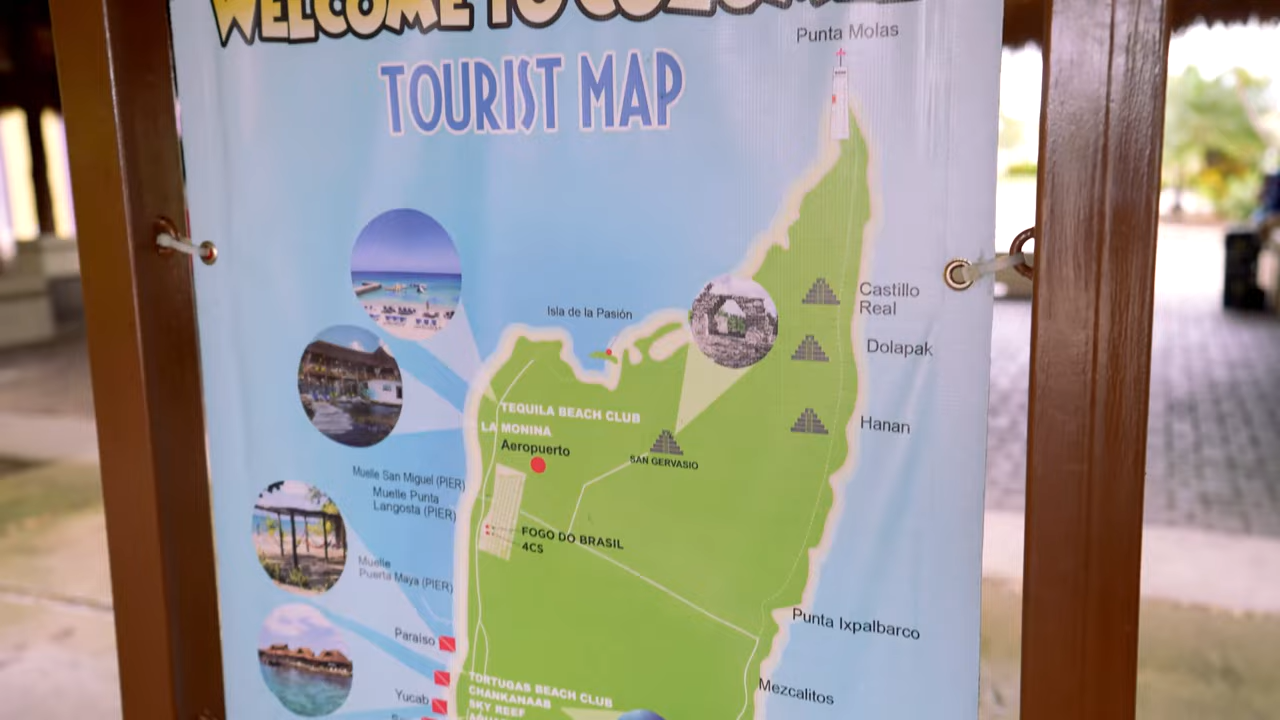 WELCOME TO
TOURIST MAP
Punta Molas
Isla de la Pasión
Castillo
Real
Dolapak
Hanan
TEQUILA BEACH CLUB
LA MONINA
Aeropuerto
SAN GERVASIO
Muelle San Miguel (PIER)
Muelle Punta
Langosta (PIER)
FOGO DO BRASIL
4CS
Muelle
Puerta Maya (PIER)
Punta Ixpalbarco
Paraiso
Mezcalitos
Yucab
TORTUGAS BEACH CLUB
CHANKANAAB
SKY REEF